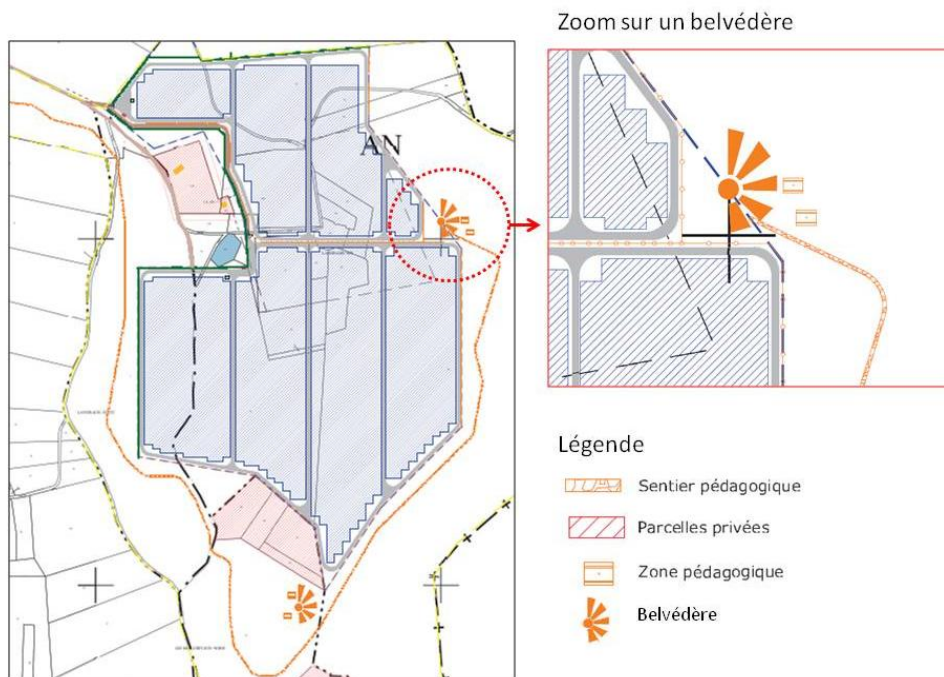 Zoom sur un belvédère
AN
Légende
Sentier pédagogique
Parcelles privées
Zone pédagogique
Belvédère